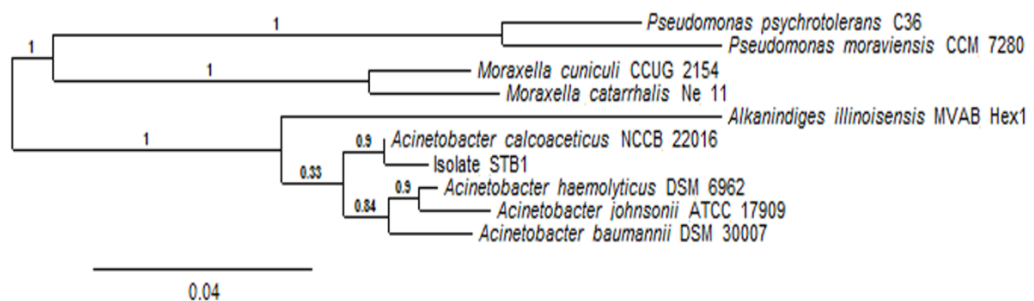 1
Pseudomonas psychrotolerans C36
1
Pseudomonas moraviensis CCM 7280
1
Moraxella cuniculi CCUG 2154
Moraxella catarrhalis Ne 11
Alkanindiges illinoisensis MVAB Hex1
1
0.9
Acinetobacter calcoaceticus NCCB 22016
Isolate STB1
0.33
0.9
Acinetobacter haemolyticus DSM 6962
0.84
Acinetobacter johnsonii ATCC 17909
Acinetobacter baumannii DSM 30007
0.04